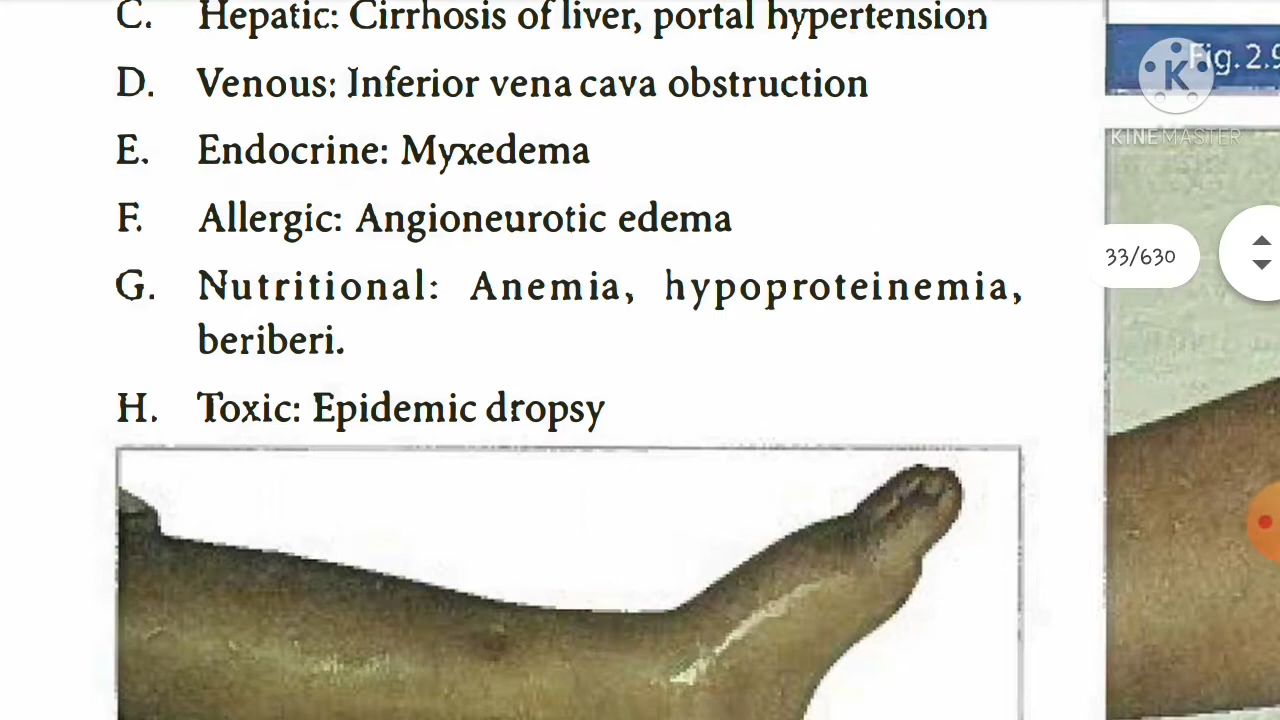 C. Hepatic: Cirrhosis of liver, portal hypertension
D. Venous: Inferior vena cava obstruction
E. Endocrine: Myxedema
F. Allergic: Angioneurotic edema
G. Nutritional: Anemia, hypoproteinemia,
beriberi.
H. Toxic: Epidemic dropsy
Fig. 2.9
K
KINEMASTER
33/630